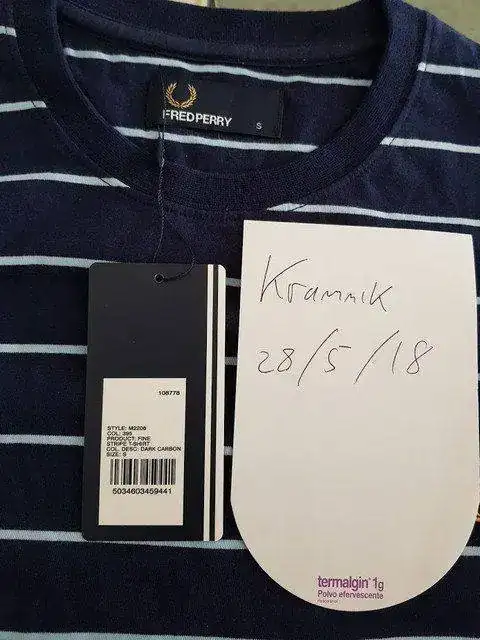 FRED PERRY
S
108778
STYLE: M2208
COL: 395
PRODUCT: FINE
STRIPE T-SHIRT
COL. DESC: DARK CARBON
SIZE: S
5034603459441
Kramnik
28/5/18
termalgin® 1g
Polvo efervescente